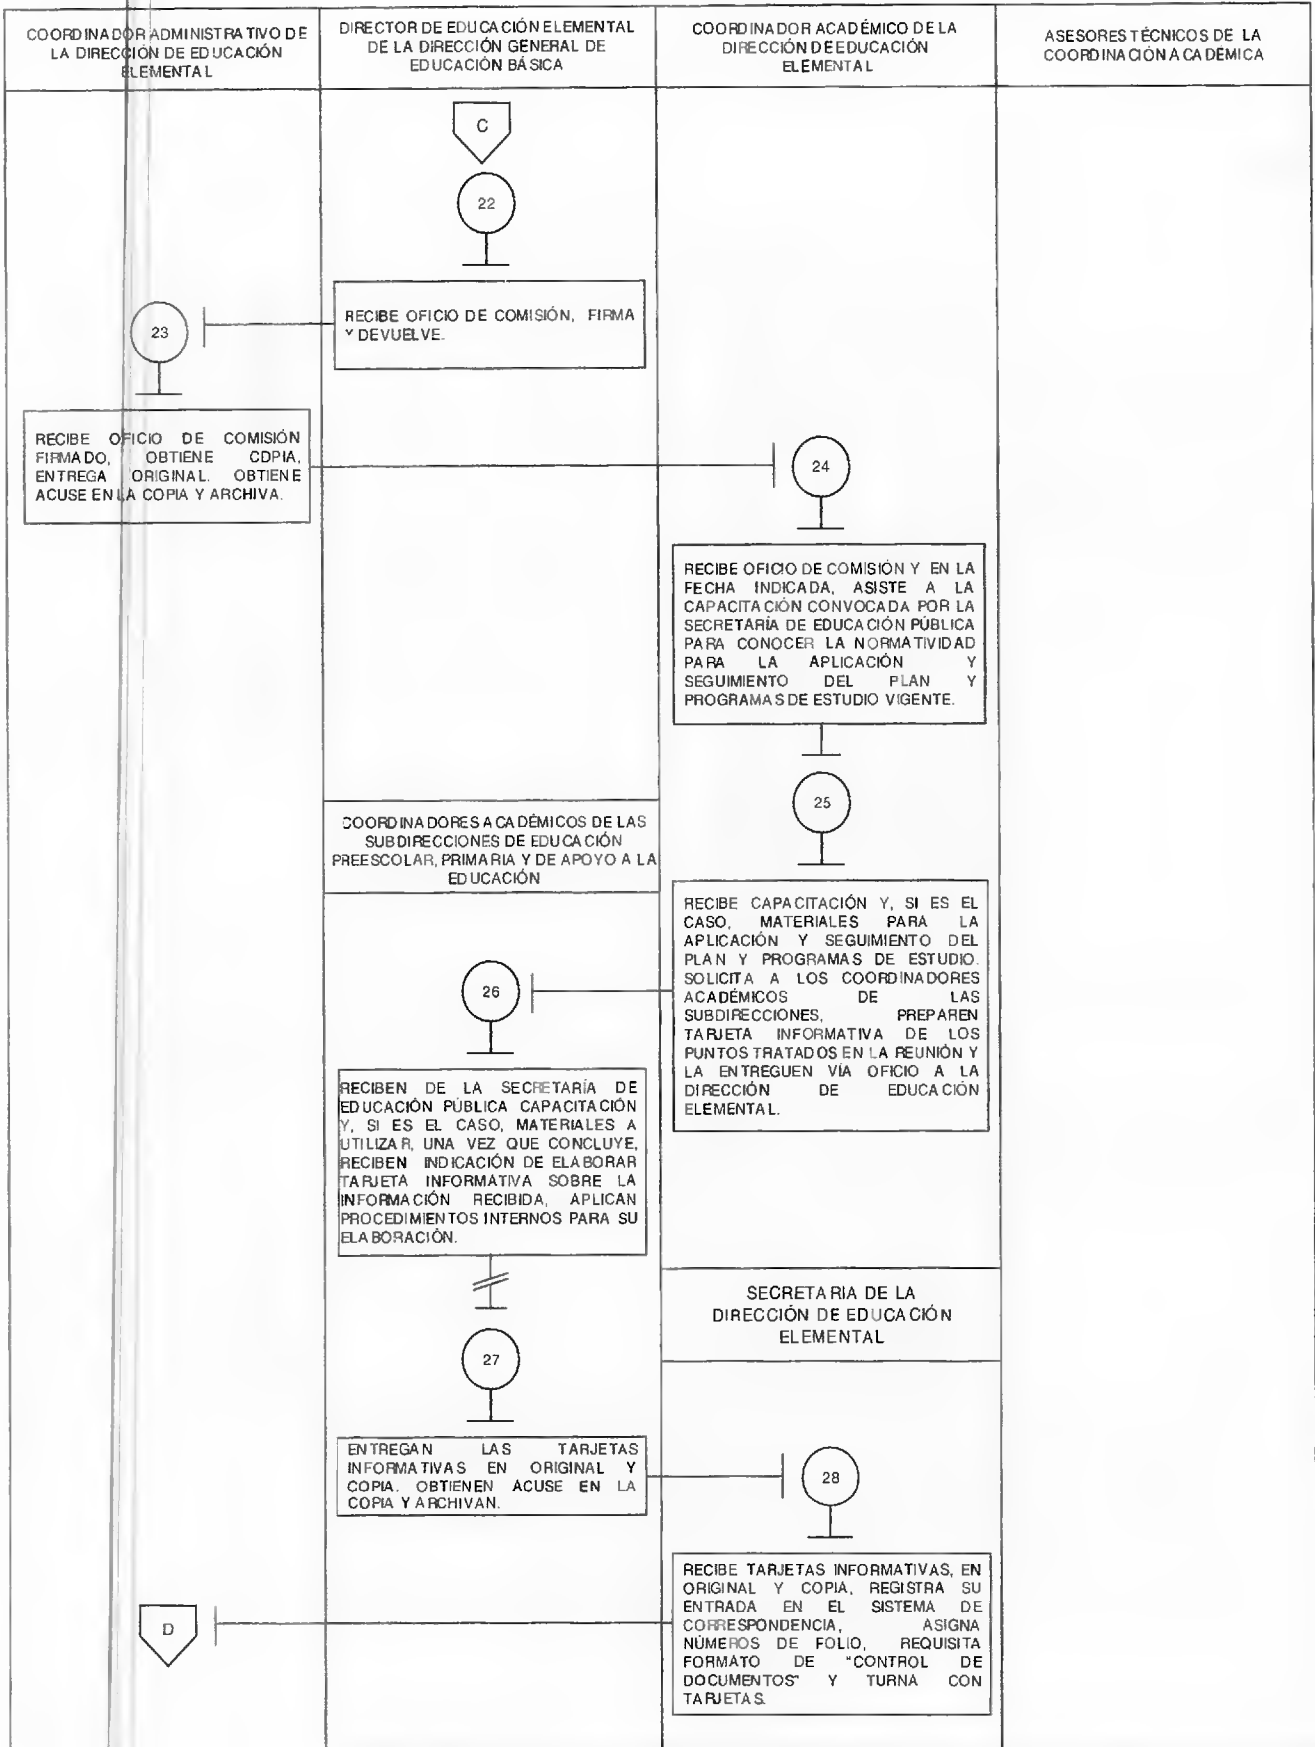 COORDINADOR ADMINISTRATIVO DE
LA DIRECCIÓN DE EDUCACIÓN
ELEMENTAL
DIRECTOR DE EDUCACIÓN ELEMENTAL
DE LA DIRECCIÓN GENERAL DE
EDUCACIÓN BÁSICA
COORDINADOR ACADÉMICO DE LA
DIRECCIÓN DE EDUCACIÓN
ELEMENTAL
ASESORES TÉCNICOS DE LA
COORDINACIÓN ACADÉMICA
C
22
RECIBE OFICIO DE COMISIÓN, FIRMA
Y DEVUELVE.
23
RECIBE OFICIO DE COMISIÓN
FIRMADO, OBTIENE COPIA,
ENTREGA ORIGINAL. OBTIENE
ACUSE EN LA COPIA Y ARCHIVA.
24
RECIBE OFICIO DE COMISIÓN Y EN LA
FECHA INDICADA, ASISTE A LA
CAPACITACIÓN CONVOCADA POR LA
SECRETARÍA DE EDUCACIÓN PÚBLICA
PARA CONOCER LA NORMATIVIDAD
PARA LA APLICACIÓN Y
SEGUIMIENTO DEL PLAN Y
PROGRAMAS DE ESTUDIO VIGENTE.
25
COORDINADORES ACADÉMICOS DE LAS
SUBDIRECCIONES DE EDUCACIÓN
PREESCOLAR, PRIMARIA Y DE APOYO A LA
EDUCACIÓN
RECIBE CAPACITACIÓN Y, SI ES EL
CASO, MATERIALES PARA LA
APLICACIÓN Y SEGUIMIENTO DEL
PLAN Y PROGRAMAS DE ESTUDIO.
SOLICITA A LOS COORDINADORES
ACADÉMICOS DE LAS
SUBDIRECCIONES, PREPAREN
TARJETA INFORMATIVA DE LOS
PUNTOS TRATADOS EN LA REUNIÓN Y
LA ENTREGUEN VÍA OFICIO A LA
DIRECCIÓN DE EDUCACIÓN
ELEMENTAL.
26
RECIBEN DE LA SECRETARÍA DE
EDUCACIÓN PÚBLICA CAPACITACIÓN
Y, SI ES EL CASO, MATERIALES A
UTILIZAR, UNA VEZ QUE CONCLUYE,
RECIBEN INDICACIÓN DE ELABORAR
TARJETA INFORMATIVA SOBRE LA
INFORMACIÓN RECIBIDA, APLICAN
PROCEDIMIENTOS INTERNOS PARA SU
ELABORACIÓN.
SECRETARIA DE LA
DIRECCIÓN DE EDUCACIÓN
ELEMENTAL
27
ENTREGAN LAS TARJETAS
INFORMATIVAS EN ORIGINAL Y
COPIA. OBTIENEN ACUSE EN LA
COPIA Y ARCHIVAN.
28
RECIBE TARJETAS INFORMATIVAS, EN
ORIGINAL Y COPIA, REGISTRA SU
ENTRADA EN EL SISTEMA DE
CORRESPONDENCIA, ASIGNA
NÚMEROS DE FOLIO, REQUISITA
FORMATO DE "CONTROL DE
DOCUMENTOS" Y TURNA CON
TARJETAS.
D